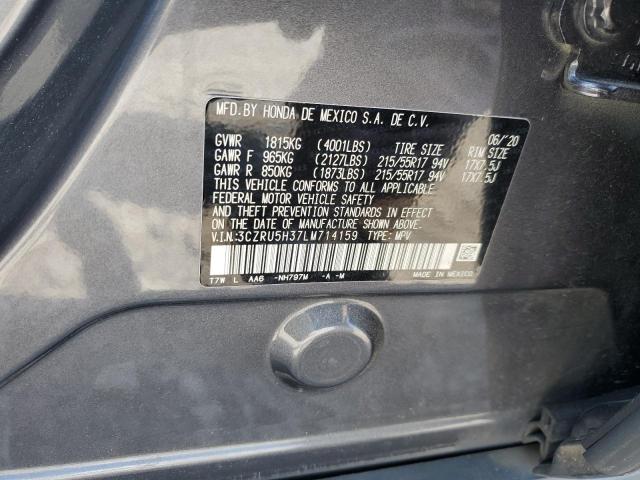 MFD. BY HONDA DE MEXICO S.A. DE C.V.
06/'20
GVWR 1815KG (4001LBS) TIRE SIZE RIM SIZE
GAWR F 965KG (2127LBS) 215/55R17 94V 17X7.5J
GAWR R 850KG (1873LBS) 215/55R17 94V 17X7.5J
THIS VEHICLE CONFORMS TO ALL APPLICABLE
FEDERAL MOTOR VEHICLE SAFETY
AND THEFT PREVENTION STANDARDS IN EFFECT
ON THE DATE OF MANUFACTURE SHOWN ABOVE.
V.I.N.:3CZRU5H37LM714159 TYPE: MPV
T7W L AA6 -NH797M -A -M MADE IN MEXICO